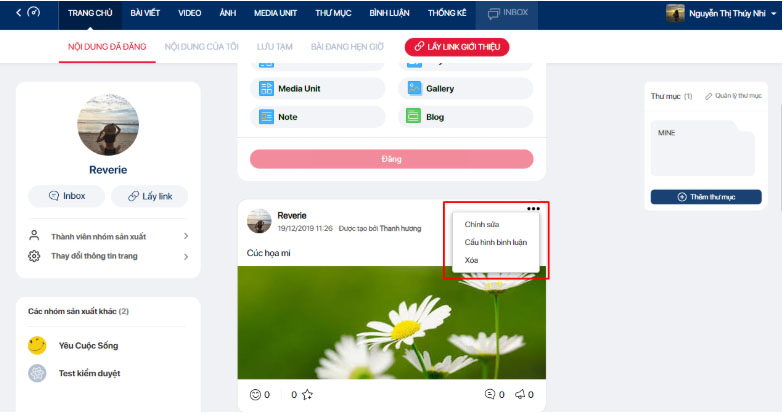 TRANG CHỦ BÀI VIẾT VIDEO ẢNH MEDIA UNIT THƯ MỤC BÌNH LUẬN THỐNG KÊ INBOX Nguyễn Thị Thúy Nhi
NỘI DUNG ĐÃ ĐĂNG NỘI DUNG CỦA TÔI LƯU TẠM BÀI ĐANG HẸN GIỜ LẤY LINK GIỚI THIỆU
Media Unit Gallery
Note Blog
Đăng
Reverie
Inbox Lấy link
Thành viên nhóm sản xuất
Thay đổi thông tin trang
Các nhóm sản xuất khác (2)
Yêu Cuộc Sống
Test kiểm duyệt
Reverie
19/12/2019 11:26 Được tạo bởi Thanh hương
Cúc họa mi
Chỉnh sửa
Cấu hình bình luận
Xóa
0 0 0 0
Thư mục (1) Quản lý thư mục
MINE
Thêm thư mục